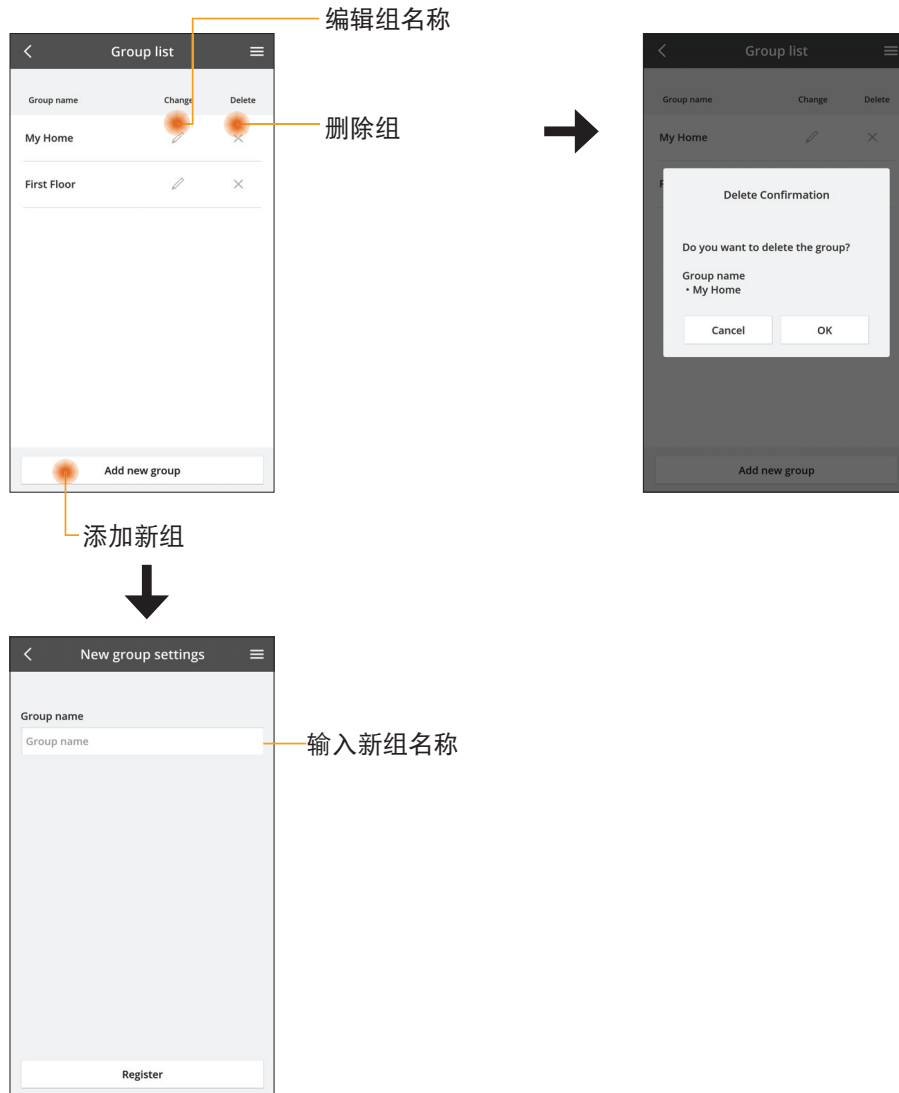 编辑组名称
Group list
Group name Change Delete
My Home
First Floor
删除组
Add new group
添加新组
Group list
Group name Change Delete
My Home
F
Delete Confirmation
Do you want to delete the group?
Group name
• My Home
Cancel OK
Add new group
New group settings
Group name
Group name
输入新组名称
Register